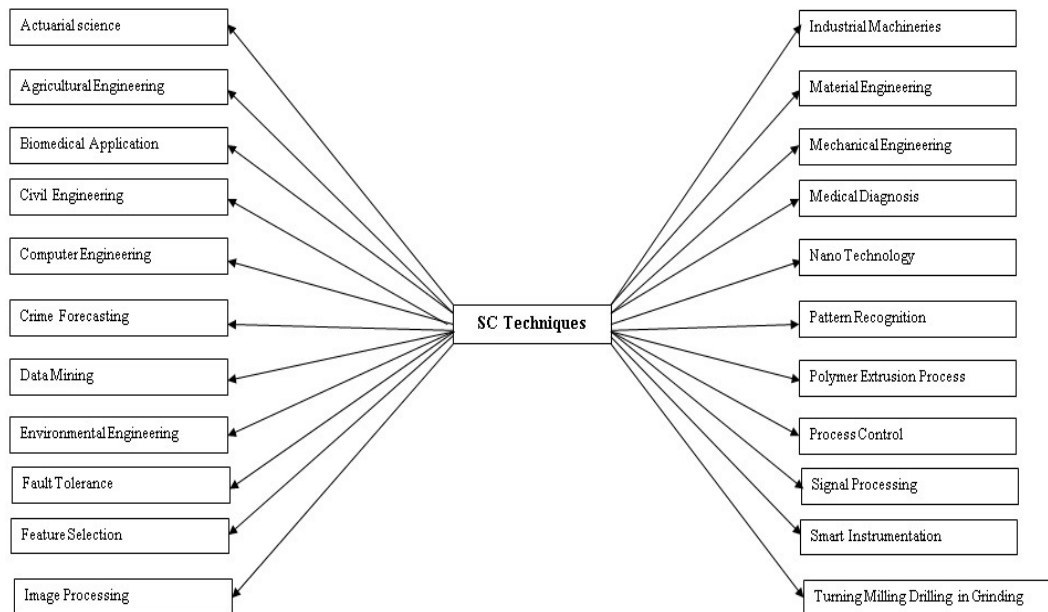 Actuarial science
Agricultural Engineering
Biomedical Application
Civil Engineering
Computer Engineering
Crime Forecasting
Data Mining
Environmental Engineering
Fault Tolerance
Feature Selection
Image Processing
SC Techniques
Industrial Machineries
Material Engineering
Mechanical Engineering
Medical Diagnosis
Nano Technology
Pattern Recognition
Polymer Extrusion Process
Process Control
Signal Processing
Smart Instrumentation
Turning Milling Drilling in Grinding